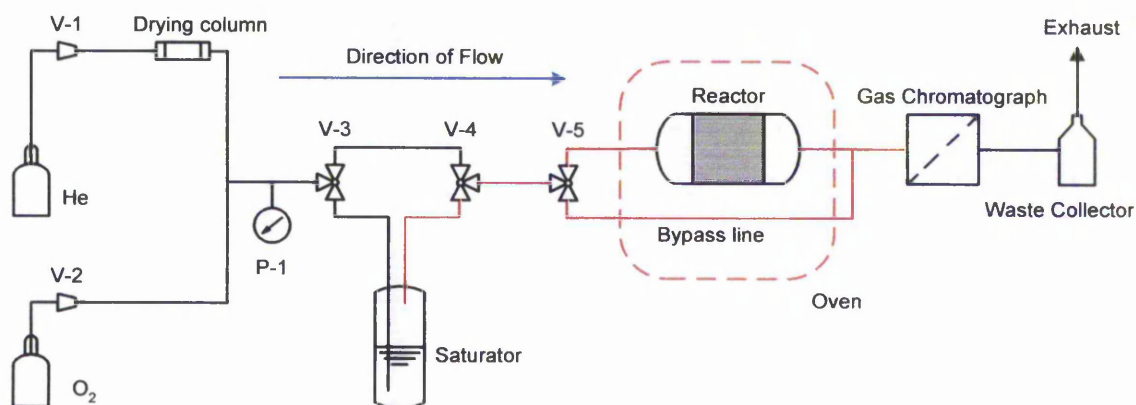 V-1
Drying column
Direction of Flow
Exhaust
Reactor
Gas Chromatograph
V-3
V-4
V-5
He
P-1
Bypass line
Waste Collector
V-2
Oven
Saturator
O₂